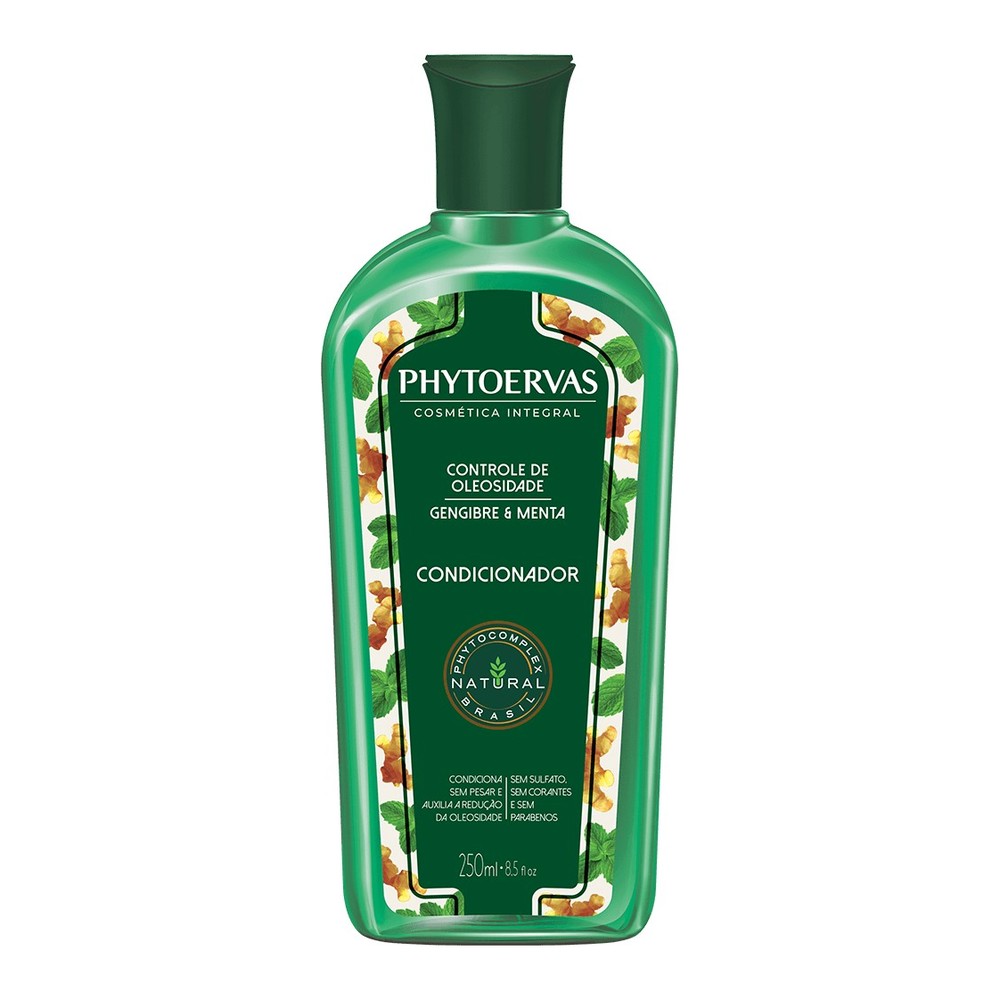 PHYTOERVAS
COSMÉTICA INTEGRAL
CONTROLE DE
OLEOSIDADE
GENGIBRE & MENTA
CONDICIONADOR
PHYTOCOMPLEX
NATURAL
BRASIL
CONDICIONA
SEM PESAR E
AUXILIA A REDUÇÃO
DA OLEOSIDADE
SEM SULFATO,
SEM CORANTES
E SEM
PARABENOS
250ml • 8.5 fl oz